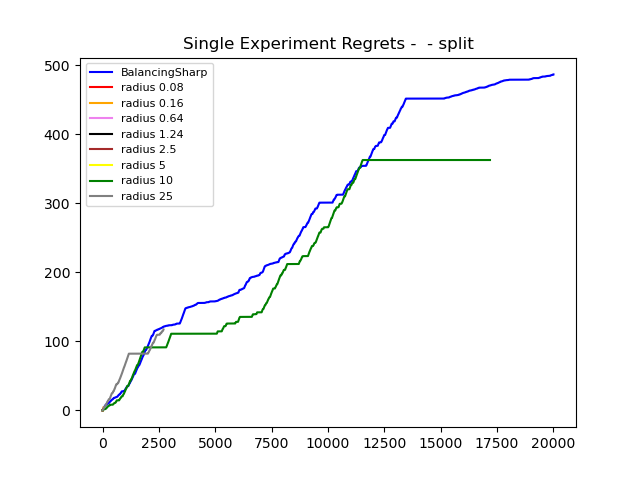 Single Experiment Regrets -  - split
500
400
300
200
100
0
BalancingSharp
radius 0.08
radius 0.16
radius 0.64
radius 1.24
radius 2.5
radius 5
radius 10
radius 25
0 2500 5000 7500 10000 12500 15000 17500 20000